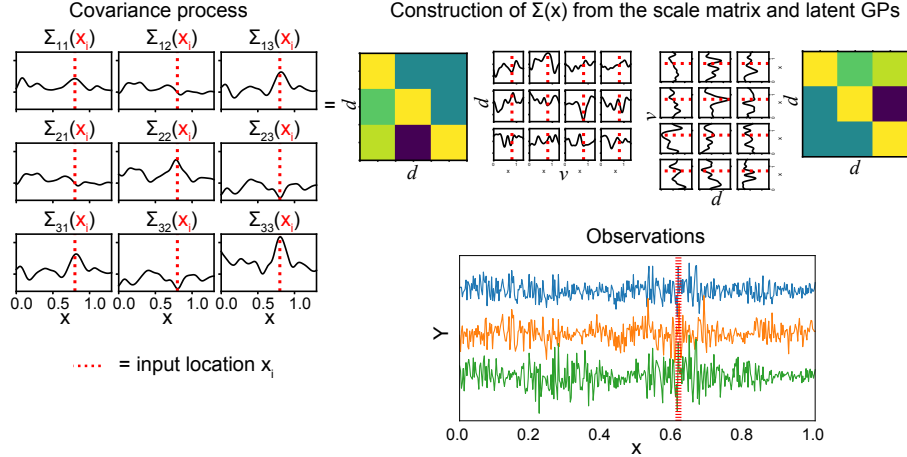 Covariance process
Construction of Σ(x) from the scale matrix and latent GPs
Σ11(xi) Σ12(xi) Σ13(xi)
Σ21(xi) Σ22(xi) Σ23(xi)
Σ31(xi) Σ32(xi) Σ33(xi)
0.0 0.5 1.0 0.0 0.5 1.0 0.0 0.5 1.0
x x x
= input location xi
=
d
d
d
x x x x
v
v
x
x
d
d
d
Observations
Y
0.0 0.2 0.4 0.6 0.8 1.0
x